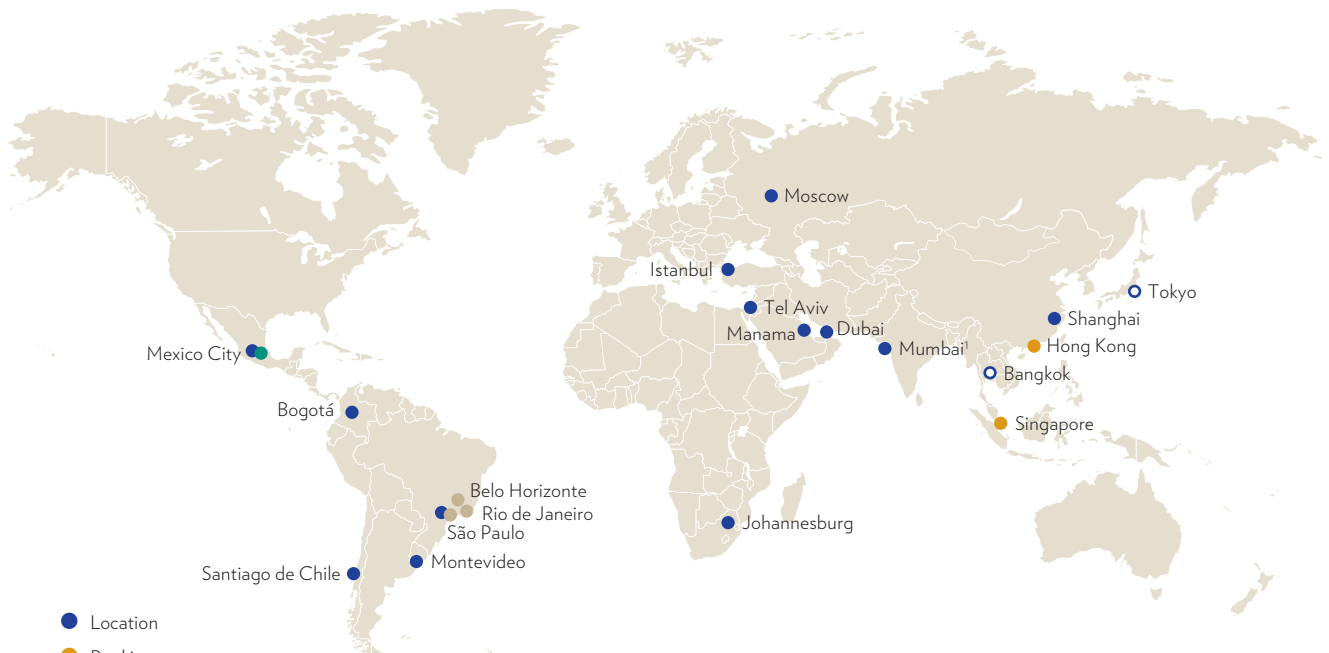 Moscow
Istanbul
Tokyo
Tel Aviv
Shanghai
Manama
Dubai
Mexico City
Mumbai¹
Hong Kong
Bangkok
Bogotá
Singapore
Belo Horizonte
Rio de Janeiro
São Paulo
Johannesburg
Montevideo
Santiago de Chile
Location